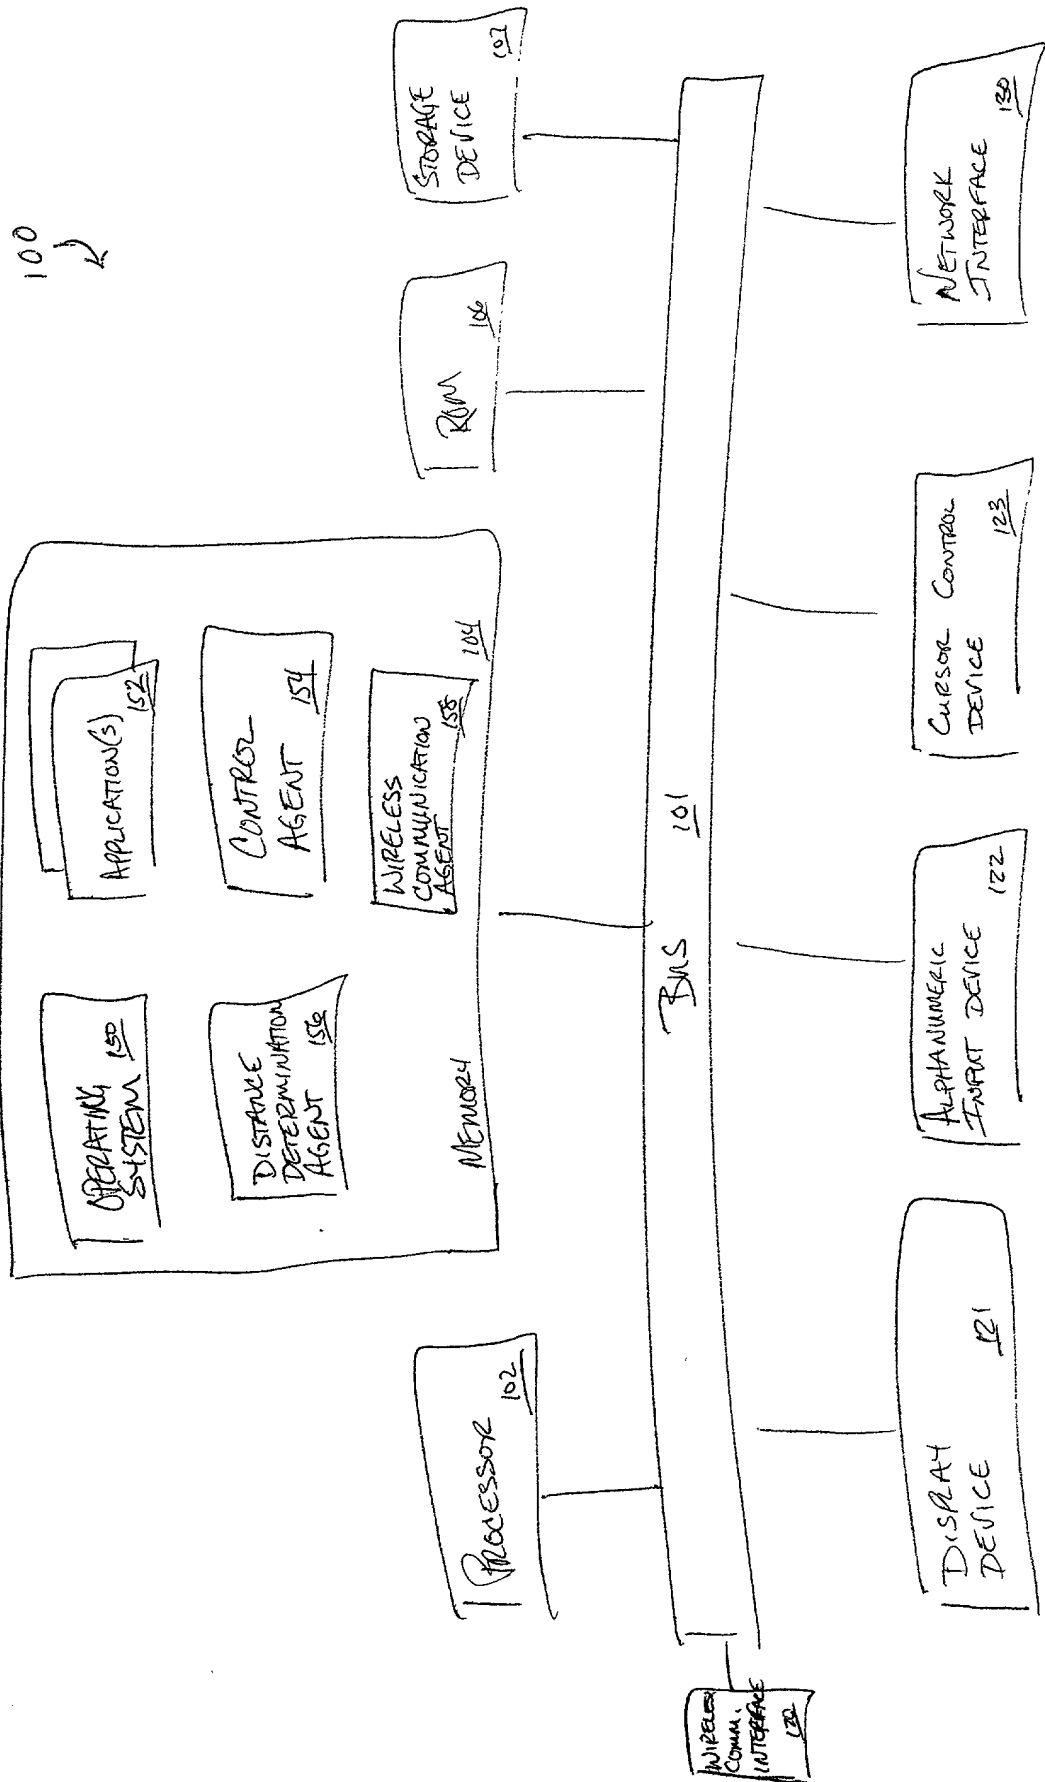 100
OPERATING
SYSTEM 150
APPLICATION(S)
152
DISTANCE
DETERMINATION
AGENT 156
CONTROL
AGENT 154
WIRELESS
COMMUNICATION
AGENT 158
MEMORY 104
PROCESSOR
102
ROM
106
STORAGE
DEVICE
107
BUS 101
WIRELESS
COMM.
INTERFACE
DISPLAY
DEVICE 121
ALPHANUMERIC
INPUT DEVICE
122
CURSOR CONTROL
DEVICE 123
NETWORK
INTERFACE
130